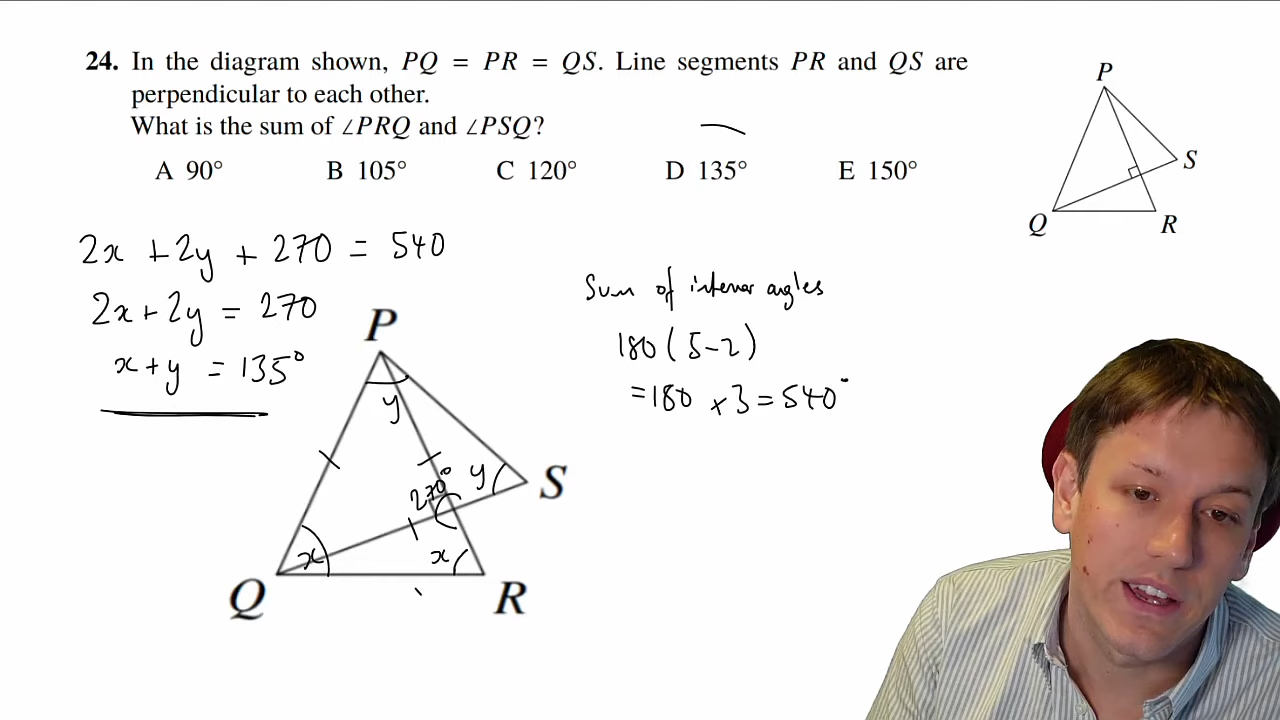 24. In the diagram shown, PQ = PR = QS. Line segments PR and QS are
perpendicular to each other.
What is the sum of ∠PRQ and ∠PSQ?
A 90° B 105° C 120° D 135° E 150°
P
S
Q
R
2x + 2y + 270 = 540
2x + 2y = 270
x + y = 135°
Sum of interior angles
180(5-2)
= 180 × 3 = 540°
P
y
270°
y
S
x
x
Q
R